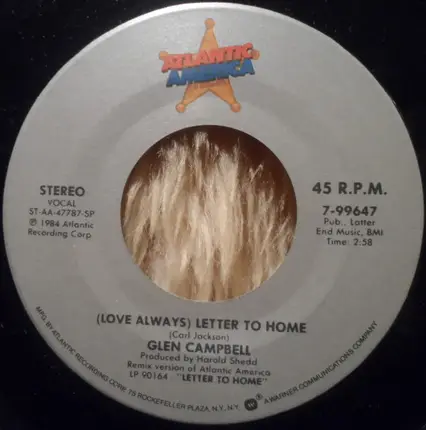 ATLANTIC
AMERICA
STEREO
VOCAL
ST-AA-47787-SP
℗ 1984 Atlantic
Recording Corp.
45 R.P.M.
7-99647
Pub., Latter
End Music, BMI
Time: 2:58
(LOVE ALWAYS) LETTER TO HOME
(Carl Jackson)
GLEN CAMPBELL
Produced by Harold Shedd
Remix version of Atlantic America
LP 90164 "LETTER TO HOME"
MFG. BY ATLANTIC RECORDING CORP. 75 ROCKEFELLER PLAZA, N.Y., N.Y. A WARNER COMMUNICATIONS COMPANY